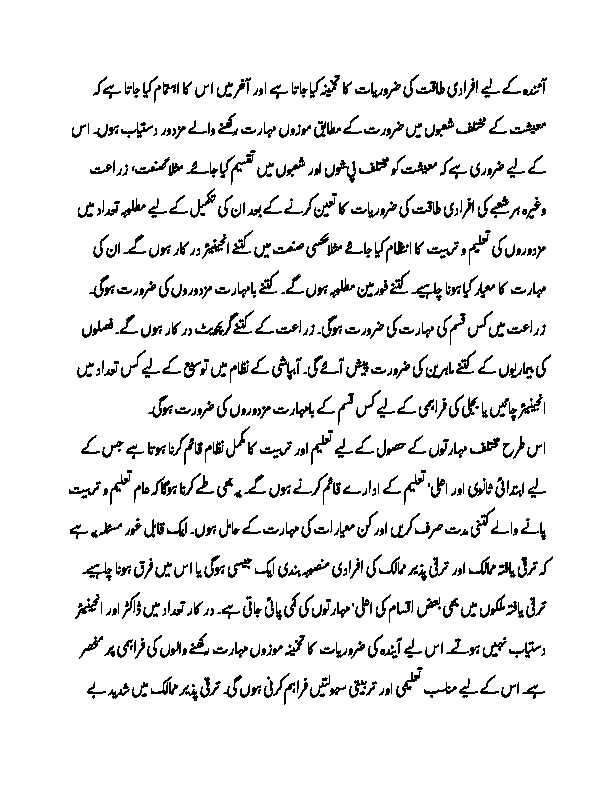 آئندہ کے لیے افرادی طاقت کی ضروریات کا تخمینہ کیا جاتا ہے اور آخر میں اس کا اہتمام کیا جاتا ہے کہ
معیشت کے مختلف شعبوں میں ضرورت کے مطابق موزوں مہارت رکھنے والے مزدور دستیاب ہوں۔ اس
کے لیے ضروری ہے کہ معیشت کو مختلف پیشوں اور شعبوں میں تقسیم کیا جائے۔ مثلاً صنعت، زراعت
وغیرہ ہر شعبے کی افرادی طاقت کی ضروریات کا تعین کرنے کے بعد ان کی تکمیل کے لیے مطلوبہ تعداد میں
مزدوروں کی تعلیم و تربیت کا انتظام کیا جائے مثلاً کسی صنعت میں کتنے انجینیئر در کار ہوں گے۔ ان کی
مہارت کا معیار کیا ہونا چاہیے۔ کتنے فورمین مطلوبہ ہوں گے۔ کتنے بامہارت مزدوروں کی ضرورت ہوگی۔
زراعت میں کس قسم کی مہارت کی ضرورت ہوگی۔ زراعت کے کتنے گریجویٹ در کار ہوں گے۔ فصلوں
کی بیماریوں کے کتنے ماہرین کی ضرورت پیش آئے گی۔ آبپاشی کے نظام میں توسیع کے لیے کس تعداد میں
انجینیئر چاہئیں یا بجلی کی فراہمی کے لیے کس قسم کے بامہارت مزدوروں کی ضرورت ہوگی۔
اس طرح مختلف مہارتوں کے حصول کے لیے تعلیم اور تربیت کا مکمل نظام قائم کرنا ہوتا ہے جس کے
لیے ابتدائی ثانوی اور اعلیٰ تعلیم کے ادارے قائم کرنے ہوں گے۔ یہ بھی طے کرنا ہوگا کہ عام تعلیم و تربیت
پانے والے کتنی مدت صرف کریں اور کن معیارات کی مہارت کے حامل ہوں۔ ایک قابل غور مسئلہ یہ ہے
کہ ترقی یافتہ ممالک اور ترقی پذیر ممالک کی افرادی منصوبہ بندی ایک جیسی ہوگی یا اس میں فرق ہونا چاہیے۔
ترقی یافتہ ملکوں میں بھی بعض اقسام کی اعلیٰ مہارتوں کی کمی پائی جاتی ہے۔ در کار تعداد میں ڈاکٹر اور انجینیئر
دستیاب نہیں ہوتے۔ اس لیے آیندہ کی ضروریات کا تخمینہ موزوں مہارت رکھنے والوں کی فراہمی پر منحصر
ہے۔ اس کے لیے مناسب تعلیمی اور تربیتی سہولتیں فراہم کرنی ہوں گی۔ ترقی پذیر ممالک میں شدید بے